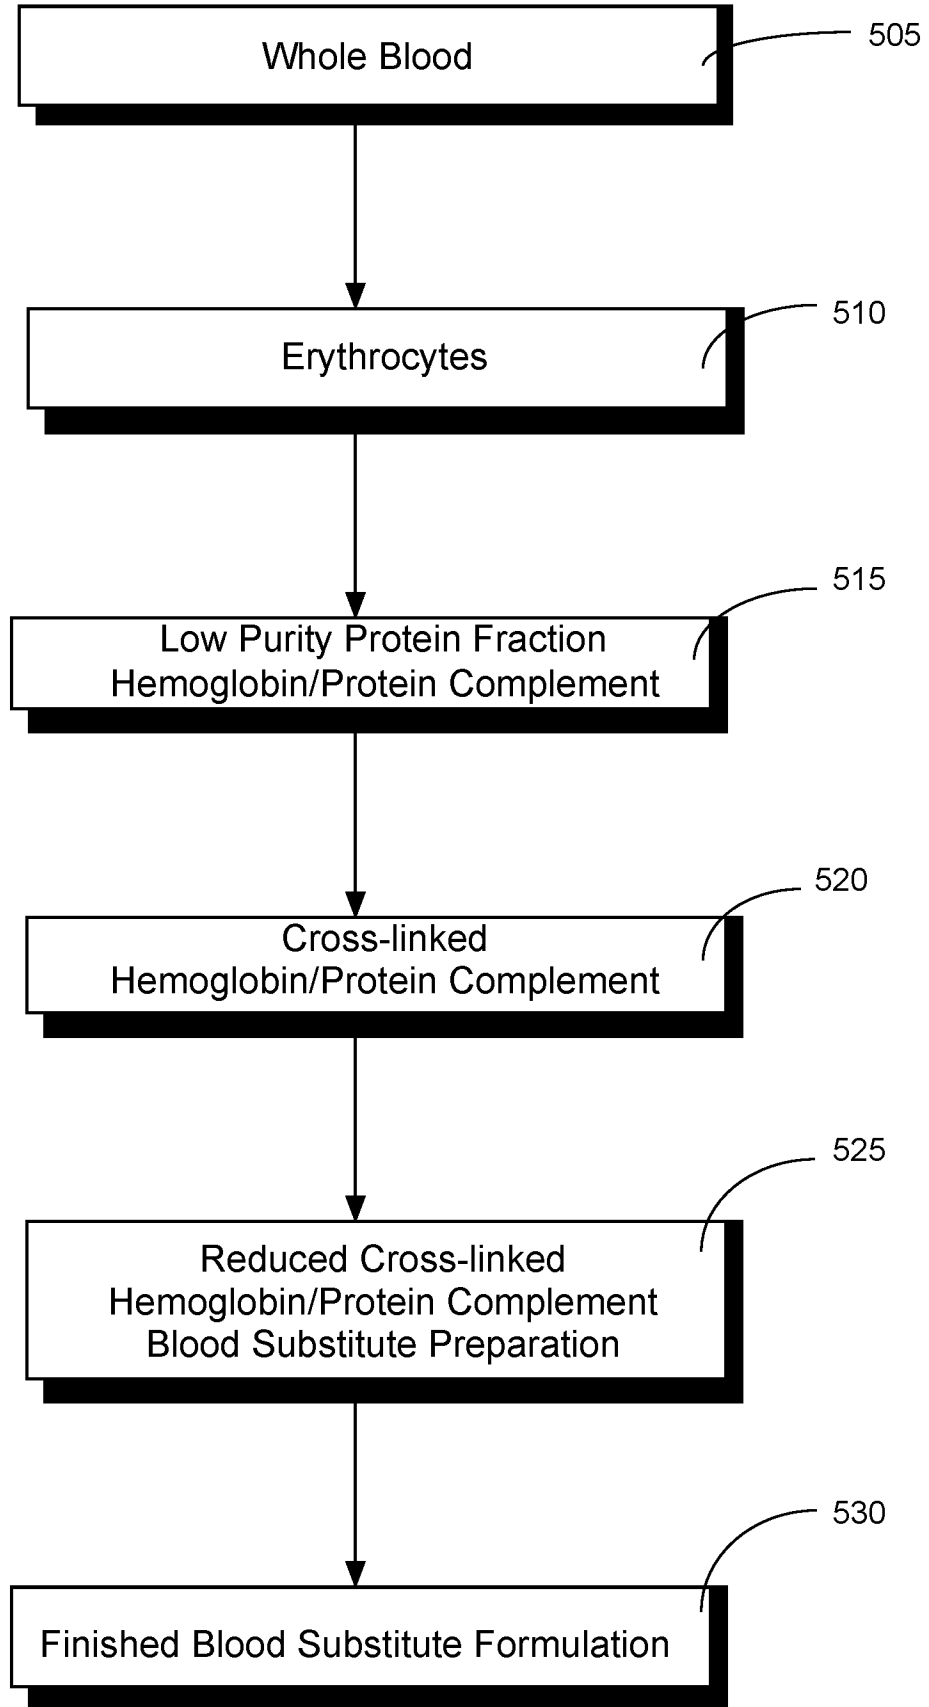 Whole Blood
505
Erythrocytes
510
Low Purity Protein Fraction
Hemoglobin/Protein Complement
515
Cross-linked
Hemoglobin/Protein Complement
520
Reduced Cross-linked
Hemoglobin/Protein Complement
Blood Substitute Preparation
525
Finished Blood Substitute Formulation
530